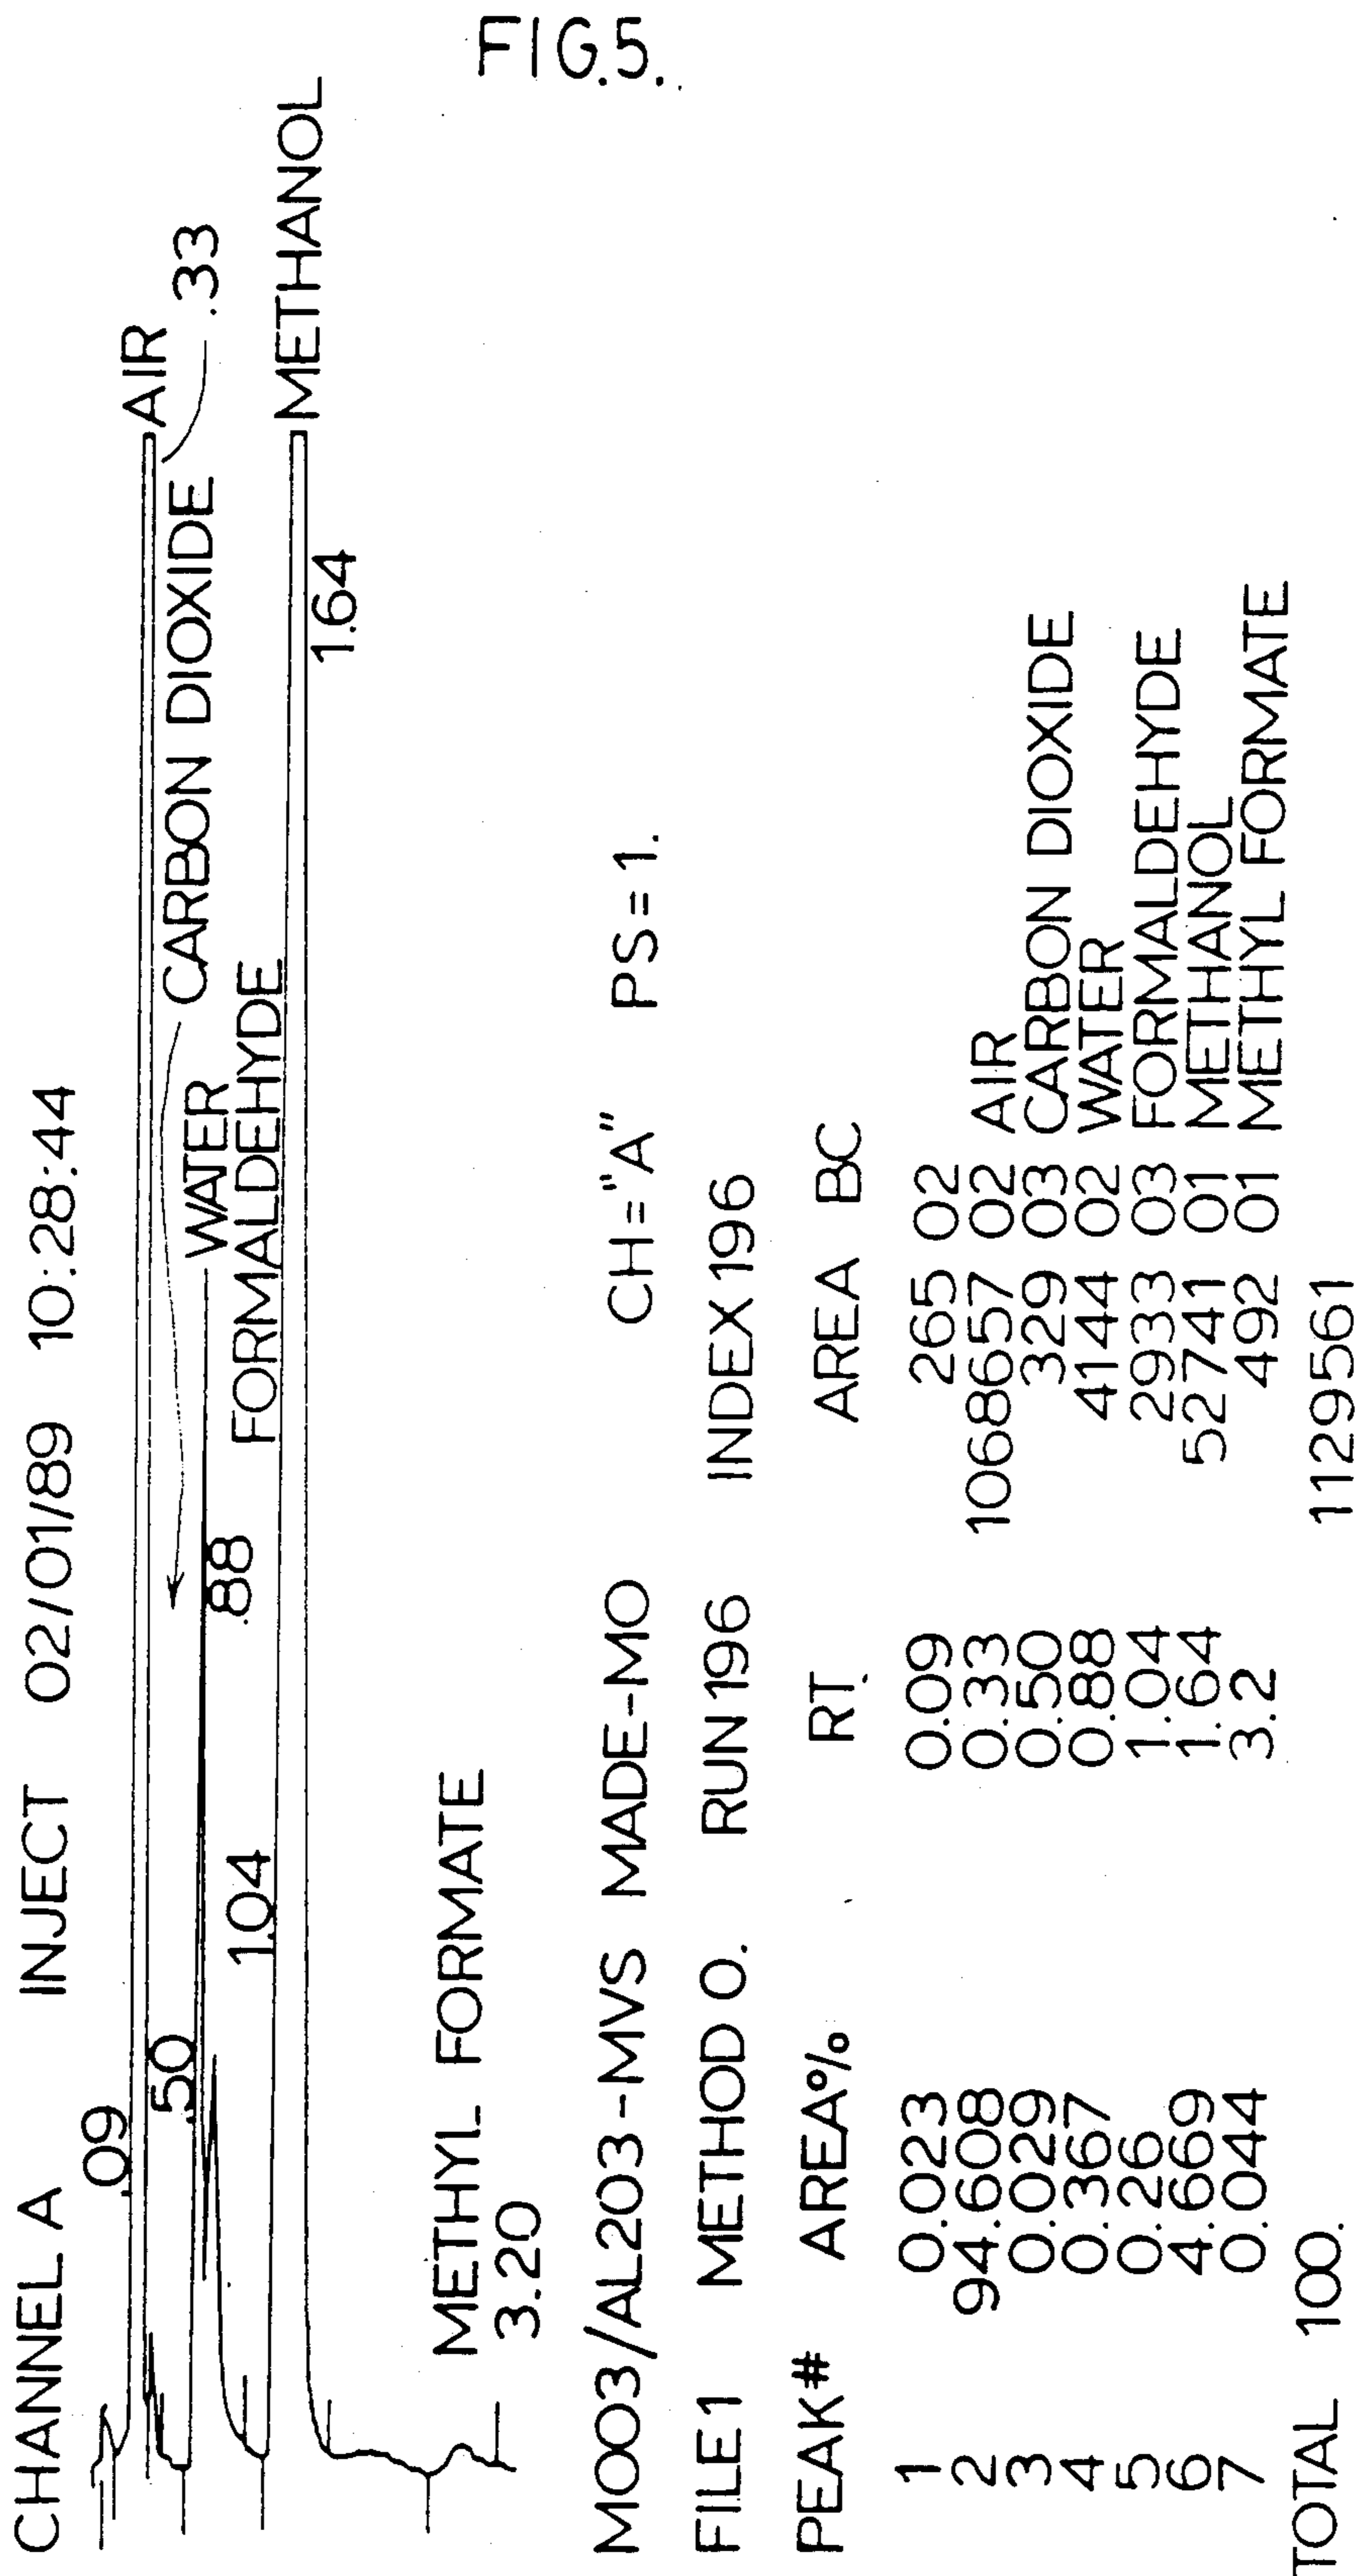 FIG.5.
CHANNEL A INJECT 02/01/89 10:28:44
.09
AIR
.33
.50
CARBON DIOXIDE
WATER
.88
FORMALDEHYDE
1.04
METHANOL
1.64
METHYL FORMATE
3.20
MOO3/AL203-MVS MADE-MO CH="A" PS=1.
FILE 1 METHOD O. RUN 196 INDEX 196
PEAK# AREA% RT AREA BC
1 0.023 0.09 265 02
2 94.608 0.33 1068657 02 AIR
3 0.029 0.50 329 03 CARBON DIOXIDE
4 0.367 0.88 4144 02 WATER
5 0.26 1.04 2933 03 FORMALDEHYDE
6 4.669 1.64 52741 01 METHANOL
7 0.044 3.2 492 01 METHYL FORMATE
TOTAL 100. 1129561